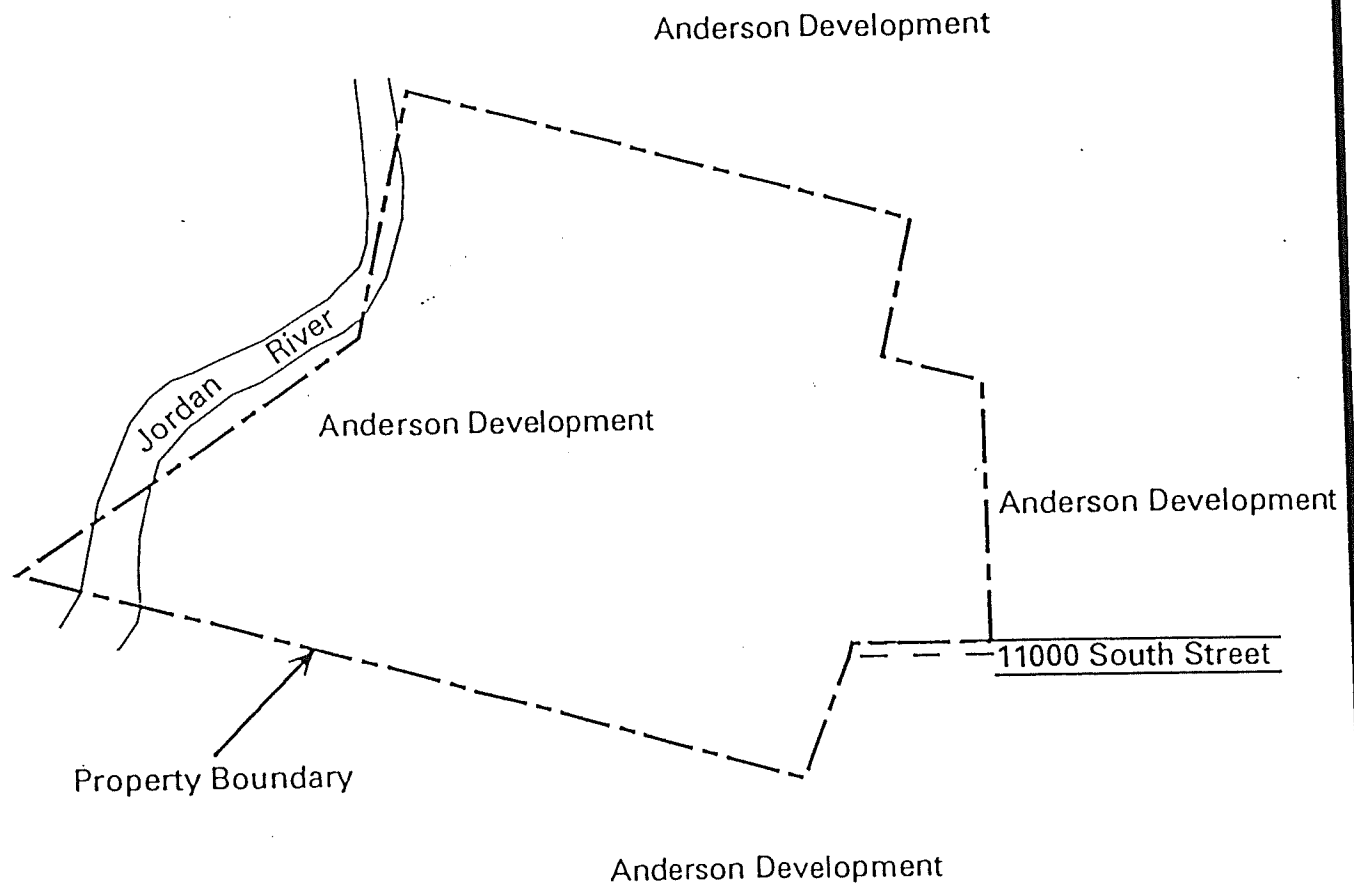 Anderson Development
Jordan River
Anderson Development
Anderson Development
11000 South Street
Property Boundary
Anderson Development